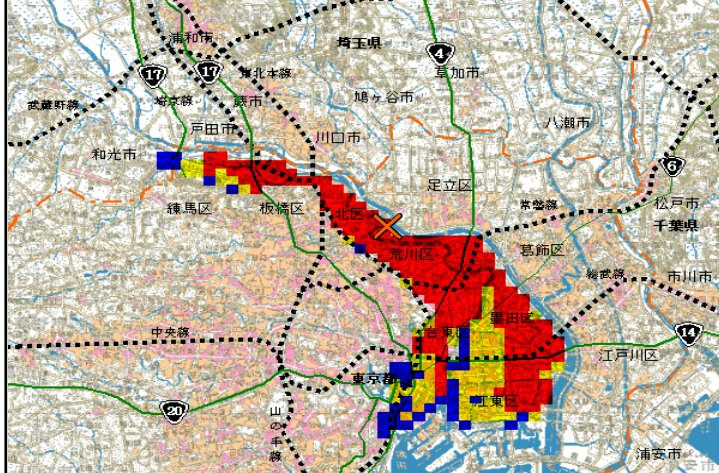 浦和市
埼玉県
4
17
17
東北本線
草加市
武蔵野線
埼京線
蕨市
鳩ヶ谷市
戸田市
川口市
八潮市
和光市
6
足立区
練馬区
板橋区
北区
常磐線
松戸市
千葉県
荒川区
葛飾区
総武線
市川市
中央線
台東区
墨田区
14
江戸川区
東京都
20
山の手線
江東区
浦安市